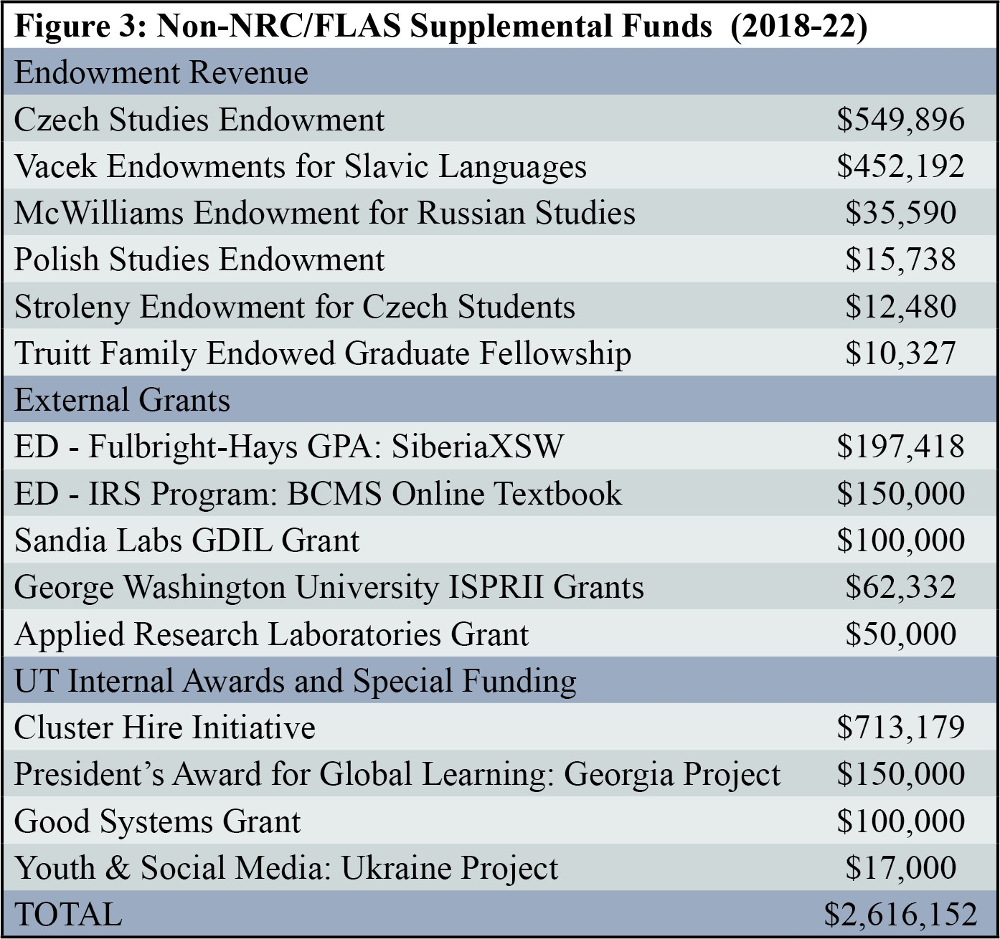 Figure 3: Non-NRC/FLAS Supplemental Funds (2018-22)
Endowment Revenue
Czech Studies Endowment $549,896
Vacek Endowments for Slavic Languages $452,192
McWilliams Endowment for Russian Studies $35,590
Polish Studies Endowment $15,738
Stroleny Endowment for Czech Students $12,480
Truitt Family Endowed Graduate Fellowship $10,327
External Grants
ED - Fulbright-Hays GPA: SiberiaXSW $197,418
ED - IRS Program: BCMS Online Textbook $150,000
Sandia Labs GDIL Grant $100,000
George Washington University ISPRII Grants $62,332
Applied Research Laboratories Grant $50,000
UT Internal Awards and Special Funding
Cluster Hire Initiative $713,179
President’s Award for Global Learning: Georgia Project $150,000
Good Systems Grant $100,000
Youth & Social Media: Ukraine Project $17,000
TOTAL $2,616,152